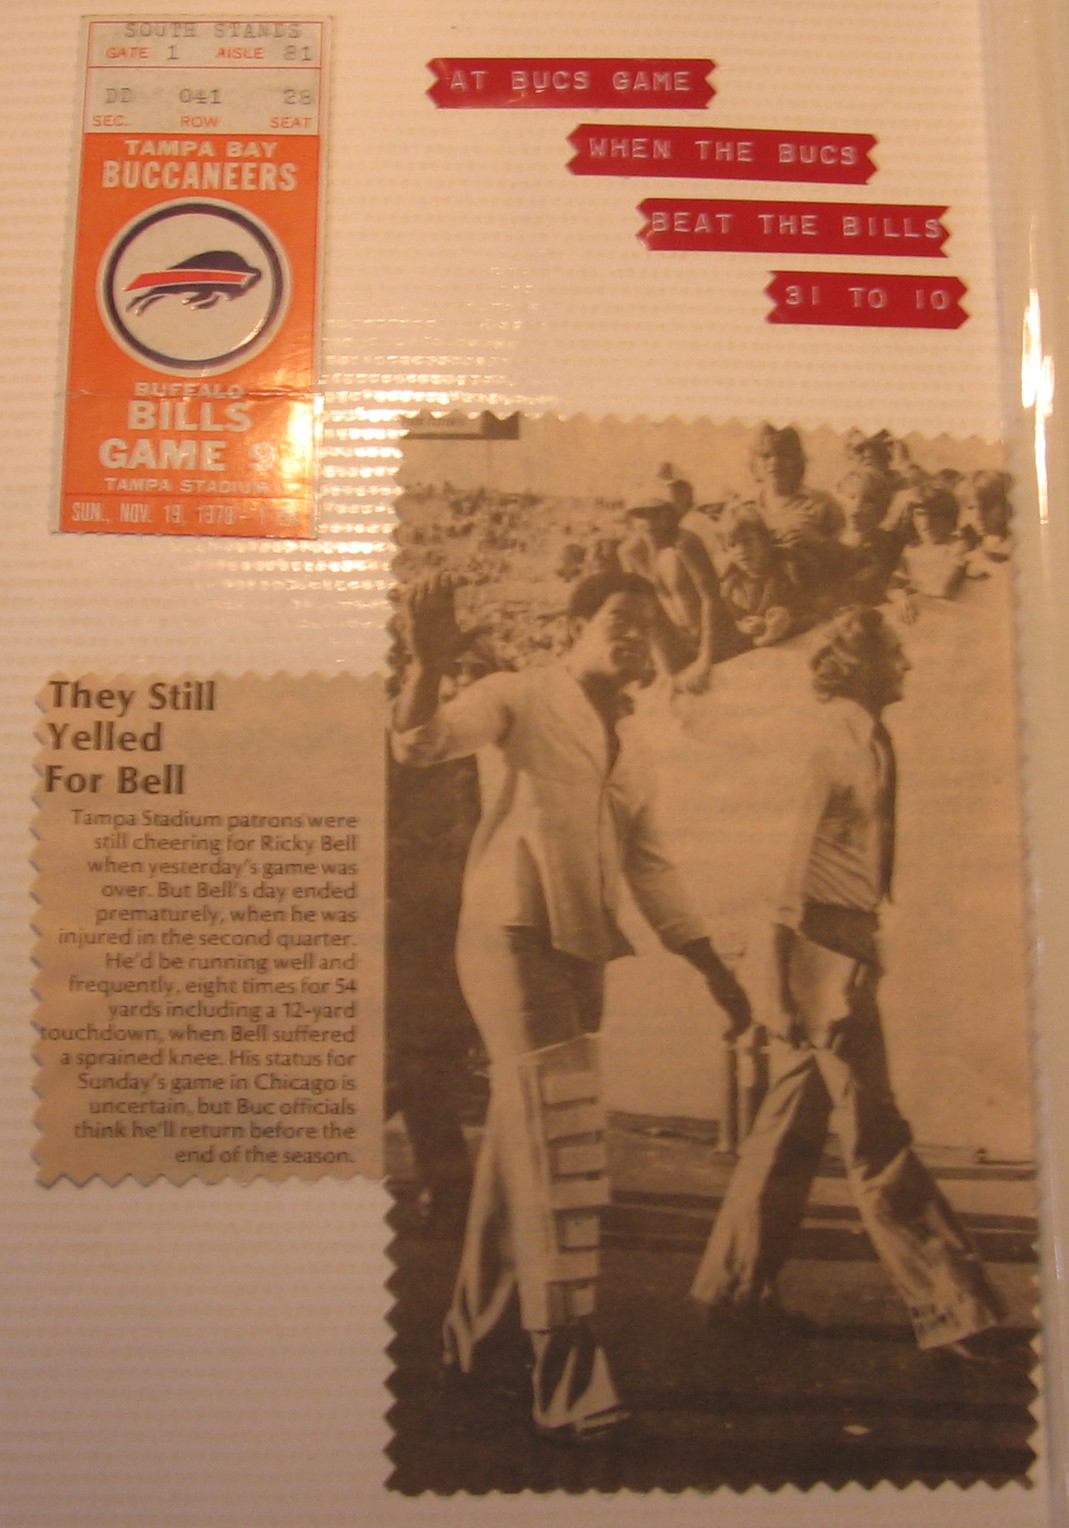 SOUTH STANDS
GATE 1 AISLE 81
DD 041 28
SEC. ROW SEAT
TAMPA BAY
BUCCANEERS
BUFFALO
BILLS
GAME 9
TAMPA STADIUM
SUN., NOV. 19, 1978 -
AT BUCS GAME
WHEN THE BUCS
BEAT THE BILLS
31 TO 10
They Still
Yelled
For Bell
Tampa Stadium patrons were
still cheering for Ricky Bell
when yesterday's game was
over. But Bell's day ended
prematurely, when he was
injured in the second quarter.
He'd be running well and
frequently, eight times for 54
yards including a 12-yard
touchdown, when Bell suffered
a sprained knee. His status for
Sunday's game in Chicago is
uncertain, but Buc officials
think he'll return before the
end of the season.